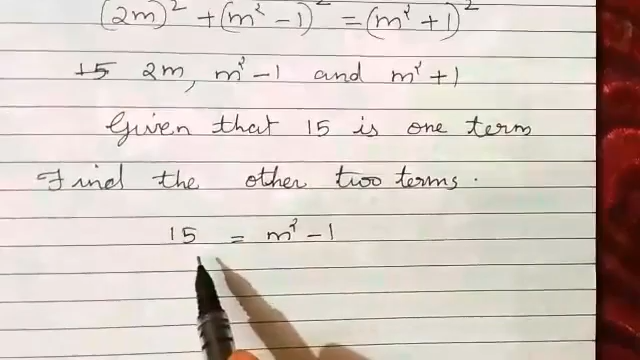 (2m)² + (m² - 1)² = (m² + 1)²
15 2m, m² - 1 and m² + 1
Given that 15 is one term
Find the other two terms.
15 = m² - 1